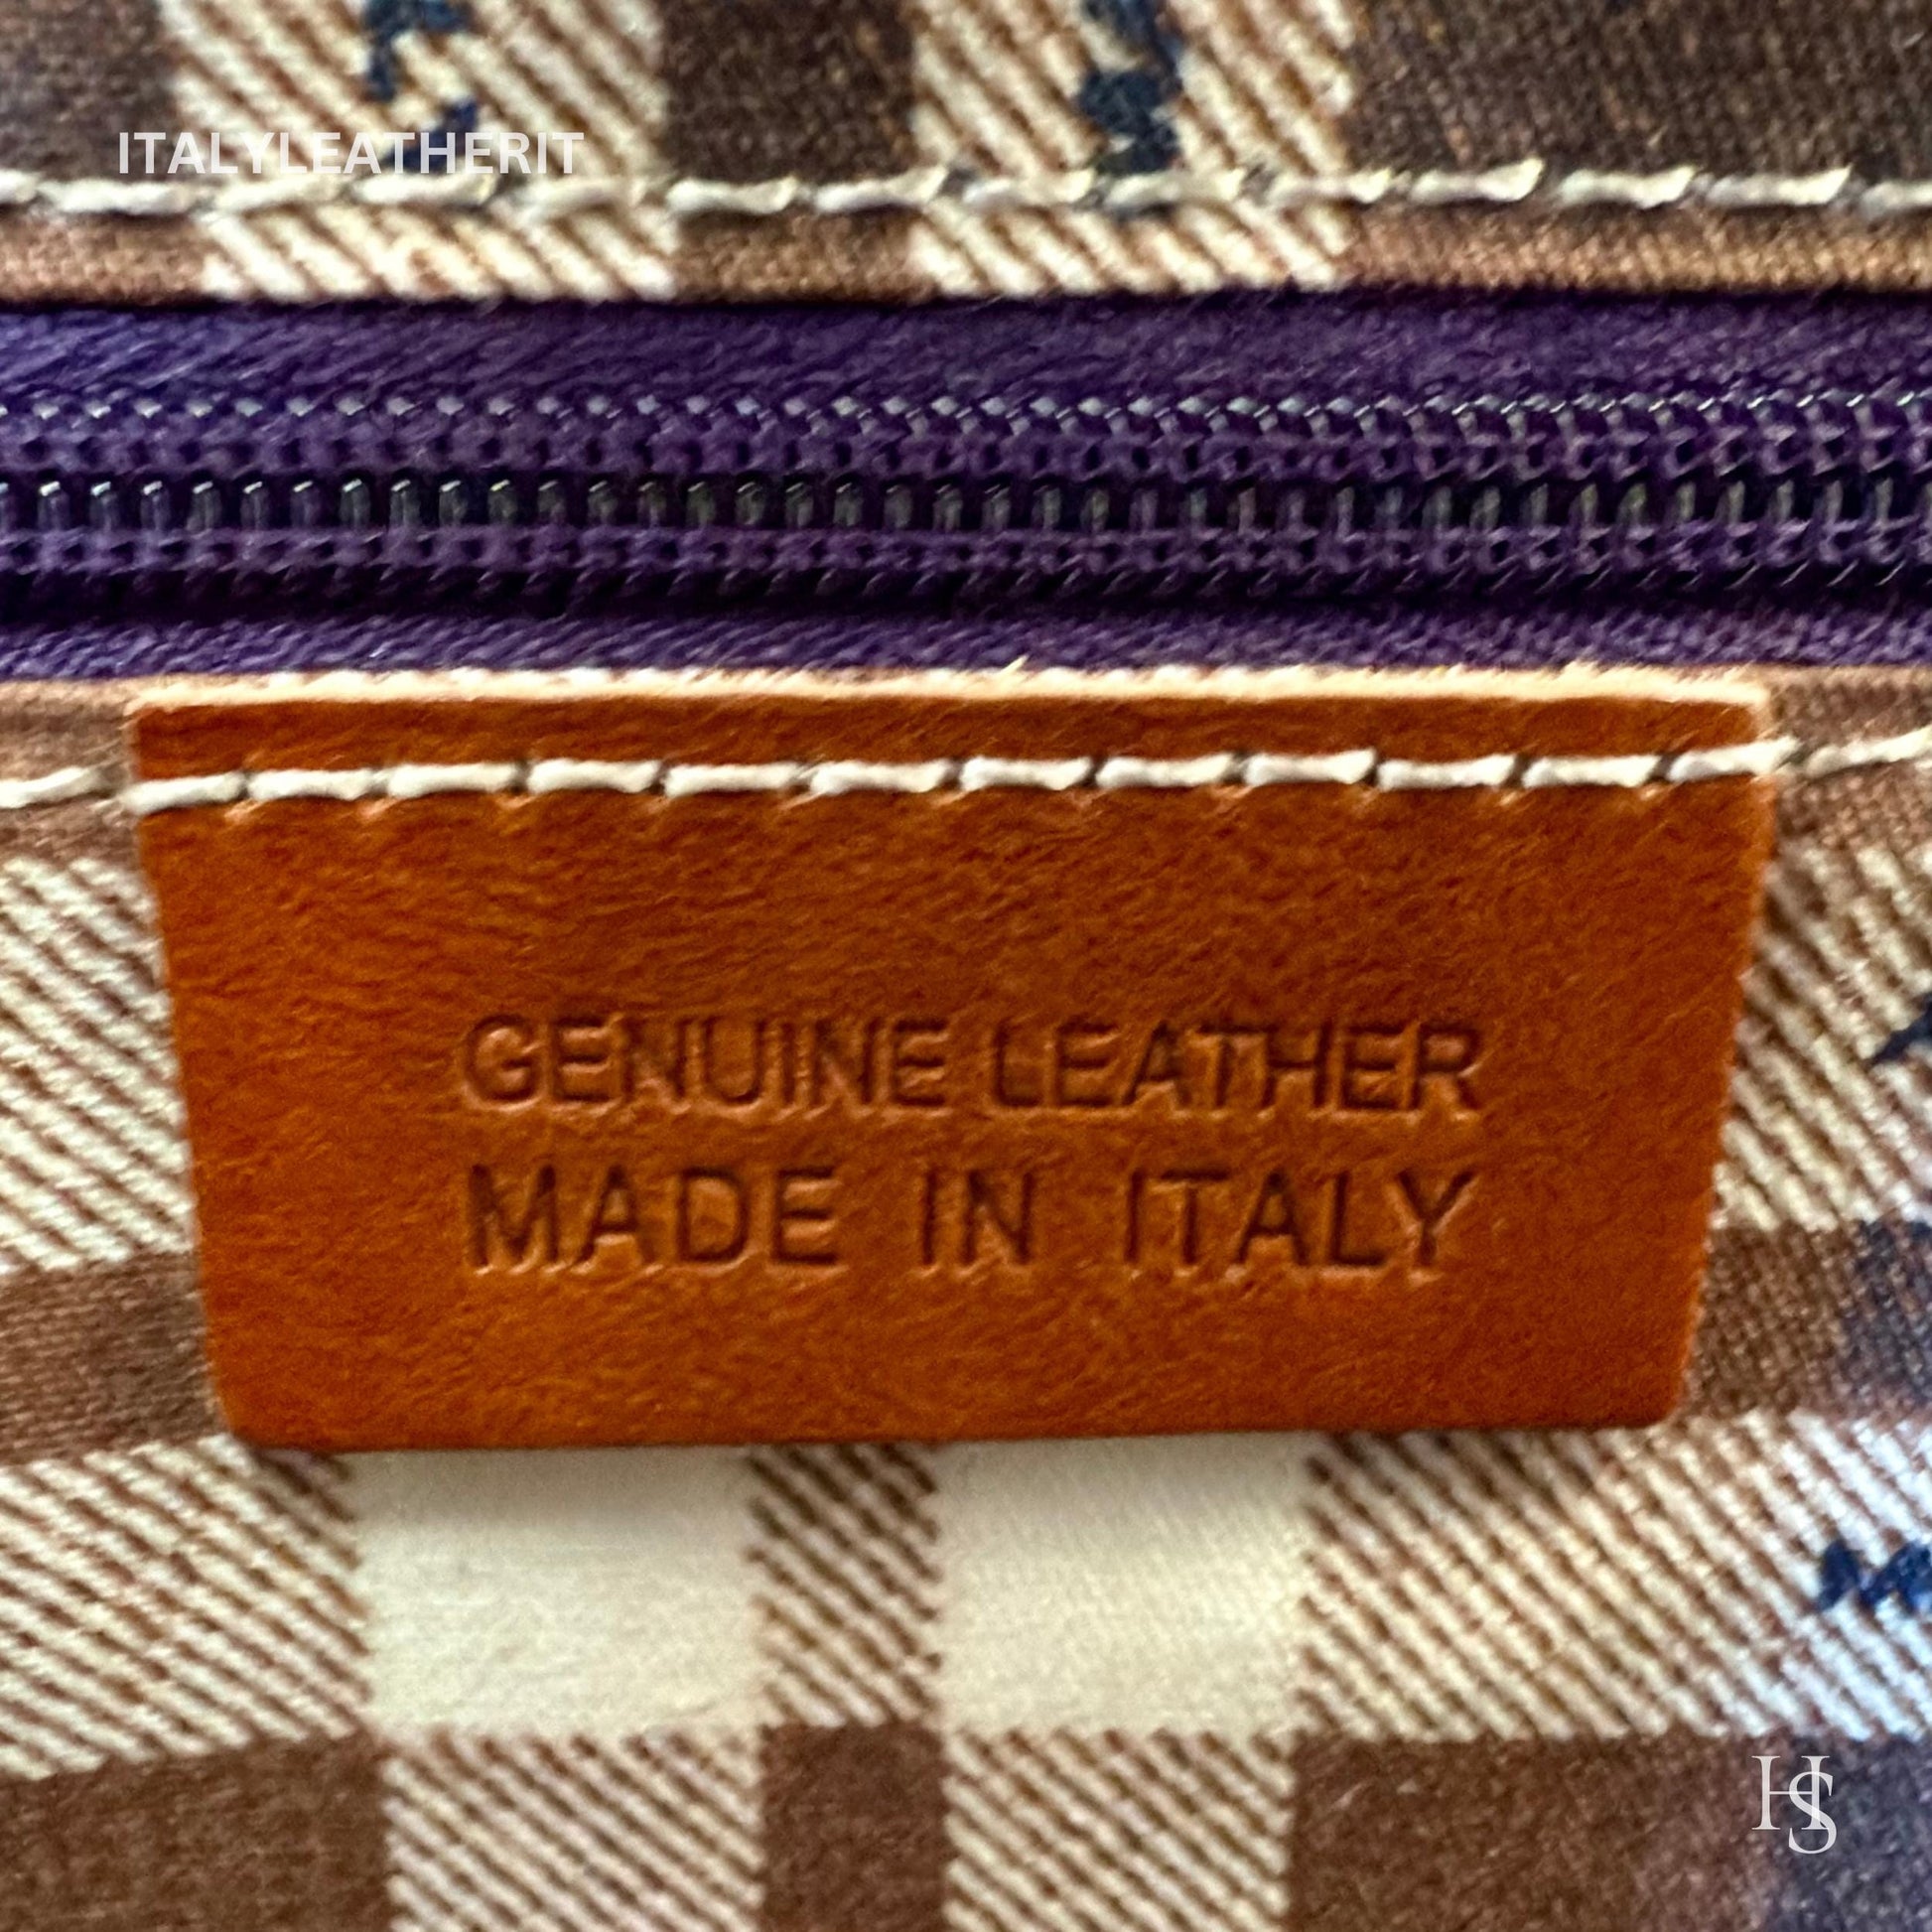 ITALYLEATHERIT
GENUINE LEATHER
MADE IN ITALY
HS